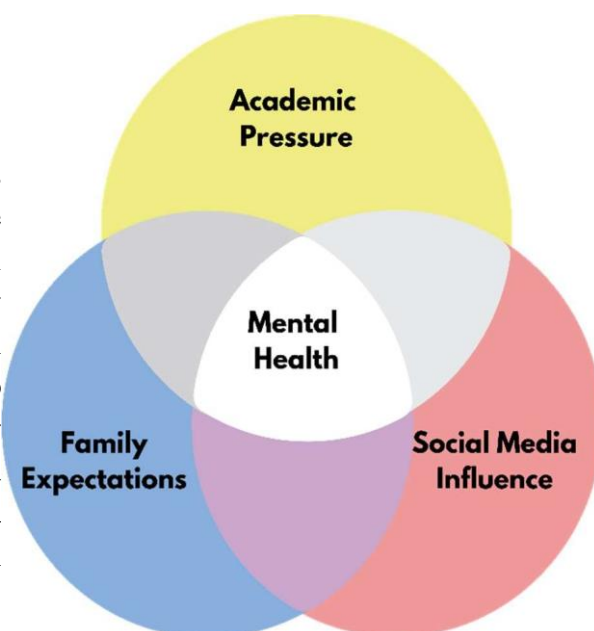 Academic
Pressure
Mental
Health
Family
Expectations
Social Media
Influence